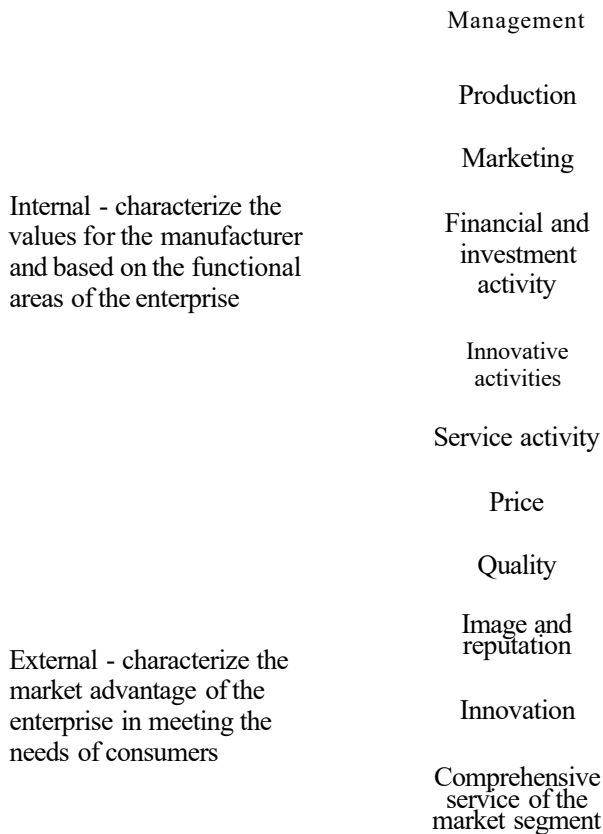 Management
Production
Marketing
Internal - characterize the
values for the manufacturer
and based on the functional
areas of the enterprise
Financial and
investment
activity
Innovative
activities
Service activity
Price
Quality
Image and
reputation
External - characterize the
market advantage of the
enterprise in meeting the
needs of consumers
Innovation
Comprehensive
service of the
market segment